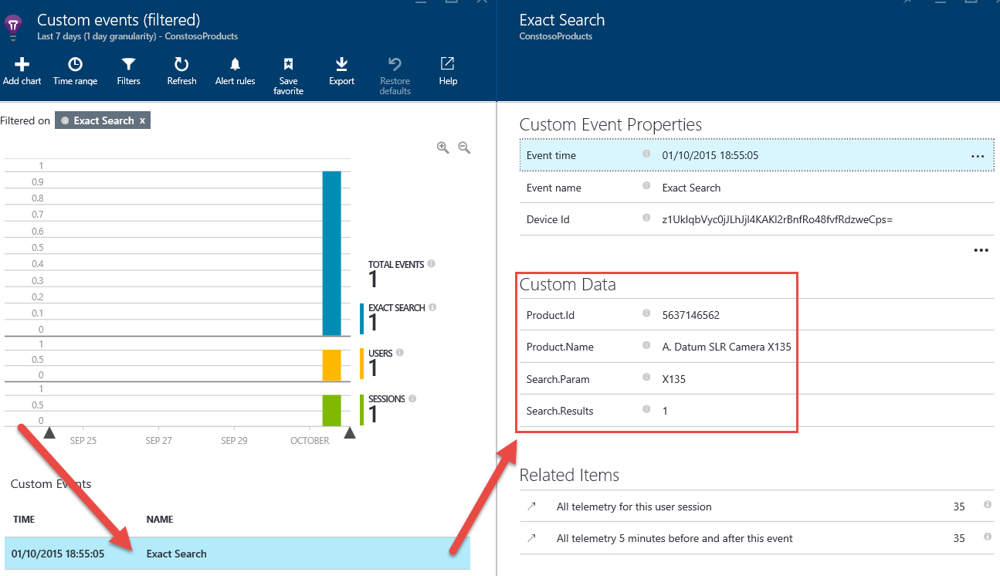 Custom events (filtered)
Last 7 days (1 day granularity) - ConstosoProducts
Add chart
Time range
Filters
Refresh
Alert rules
Save favorite
Export
Restore defaults
Help
Filtered on Exact Search x
1
0.9
0.8
0.7
0.6
0.5
0.4
0.3
0.2
0.1
0
1
0.5
0
1
0.5
0
SEP 25 SEP 27 SEP 29 OCTOBER
TOTAL EVENTS
1
EXACT SEARCH
1
USERS
1
SESSIONS
1
Custom Events
TIME NAME
01/10/2015 18:55:05 Exact Search
Exact Search
ConstosoProducts
Custom Event Properties
Event time 01/10/2015 18:55:05
Event name Exact Search
Device Id
Custom Data
Product.Id 5637146562
Product.Name A. Datum SLR Camera X135
Search.Param X135
Search.Results 1
Related Items
All telemetry for this user session 35
All telemetry 5 minutes before and after this event 35